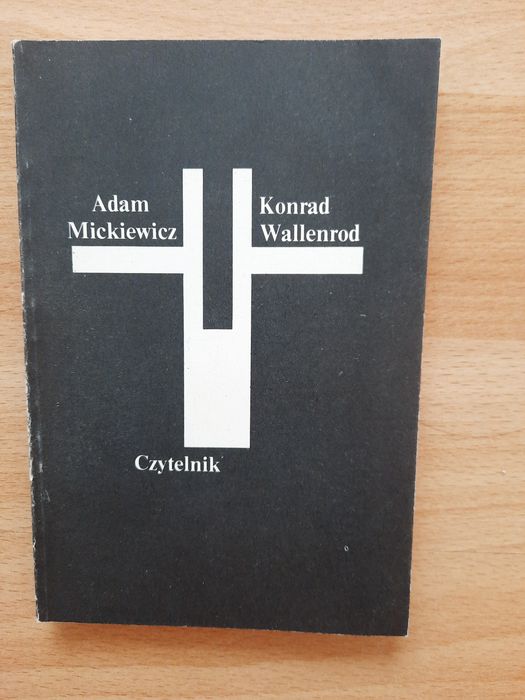 Adam
Mickiewicz
Konrad
Wallenrod
Czytelnik